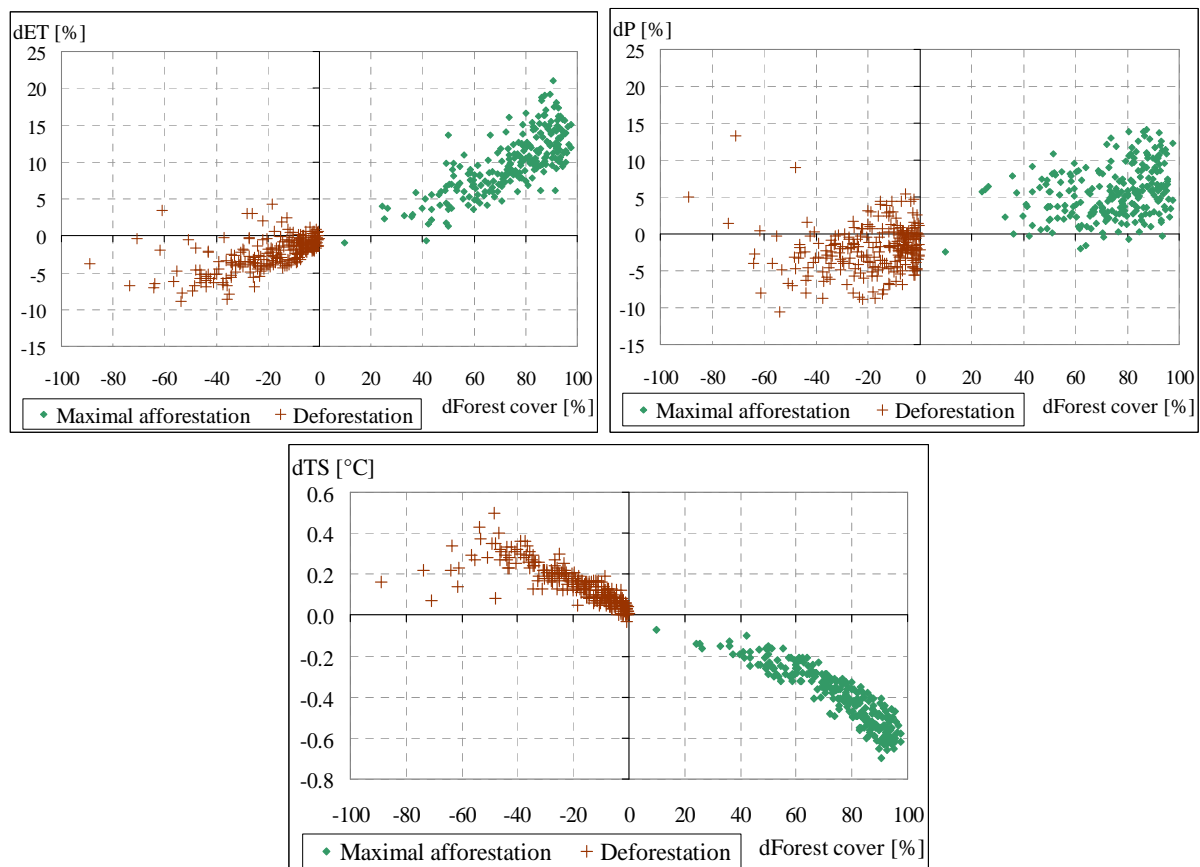 dET [%]
25
20
15
10
5
0
-5
-10
-15
-100 -80 -60 -40 -20 0 20 40 60 80 100
Maximal afforestation Deforestation dForest cover [%]
dP [%]
25
20
15
10
5
0
-5
-10
-15
-100 -80 -60 -40 -20 0 20 40 60 80 100
Maximal afforestation Deforestation dForest cover [%]
dTS [°C]
0.6
0.4
0.2
0.0
-0.2
-0.4
-0.6
-0.8
-100 -80 -60 -40 -20 0 20 40 60 80 100
Maximal afforestation Deforestation dForest cover [%]